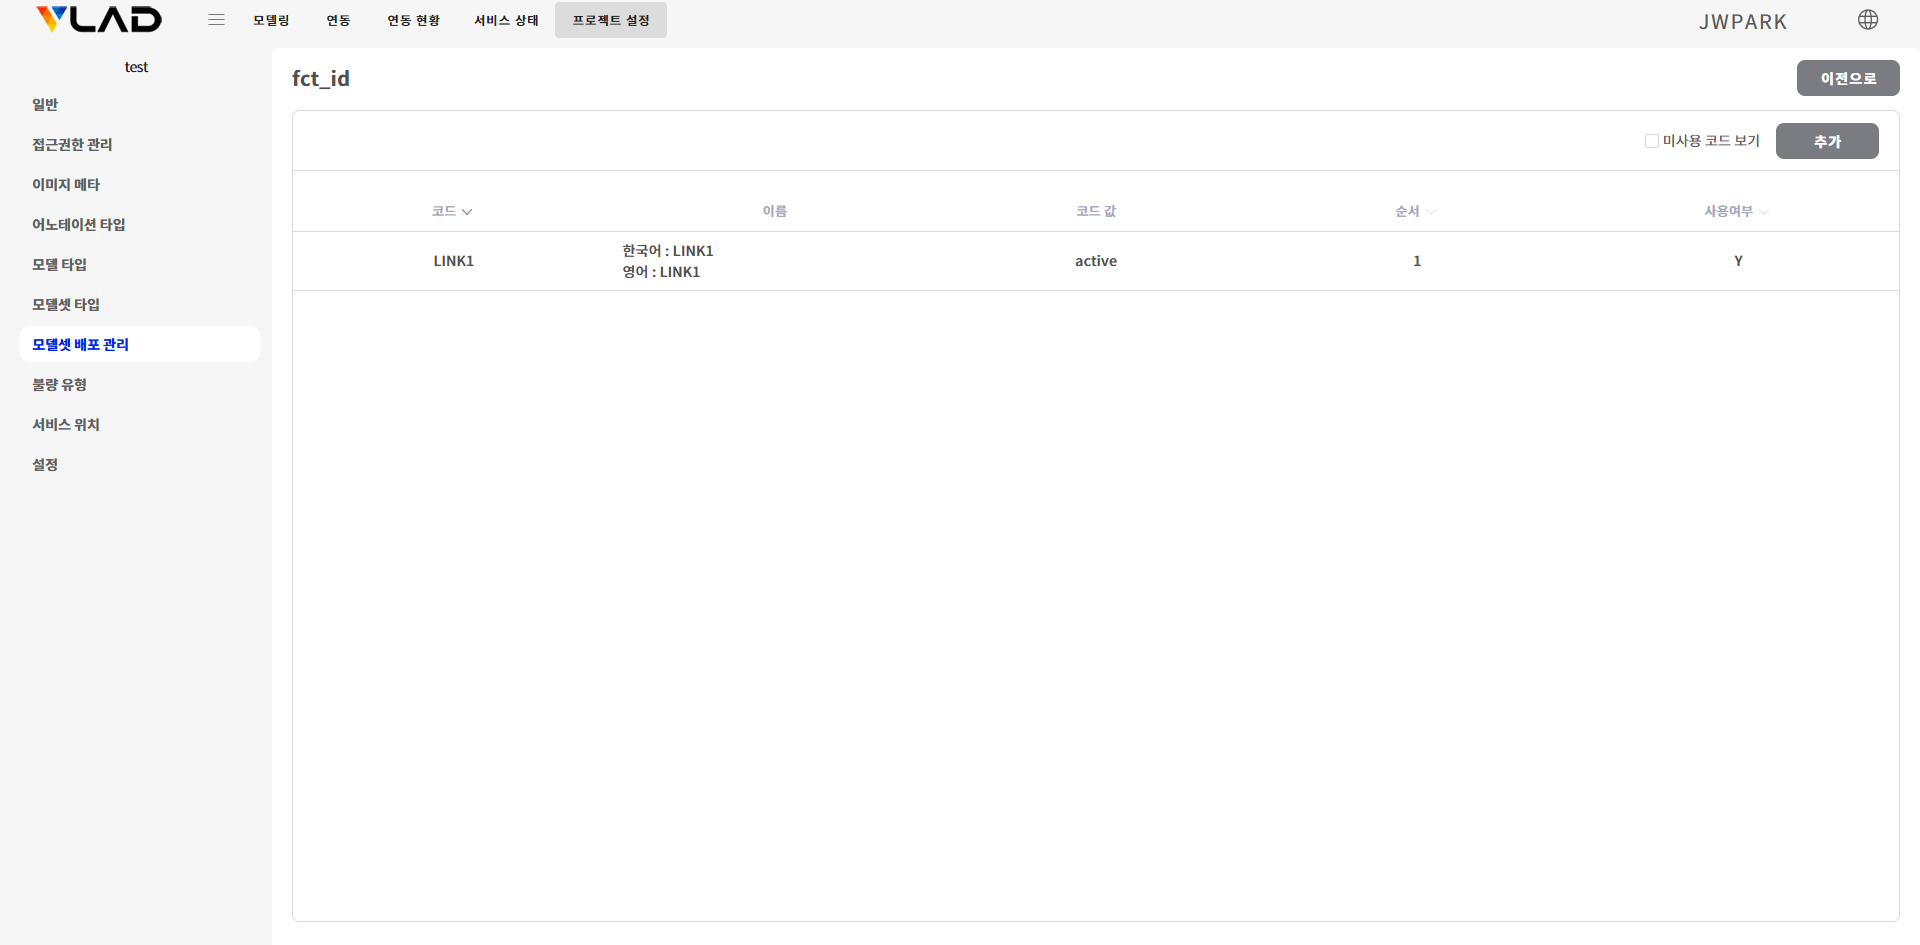 VLAD
모델링
연동
연동 현황
서비스 상태
프로젝트 설정
JWPARK
test
일반
접근권한 관리
이미지 메타
어노테이션 타입
모델 타입
모델셋 타입
모델셋 배포 관리
불량 유형
서비스 위치
설정
fct_id
이전으로
미사용 코드 보기
추가
코드
이름
코드 값
순서
사용여부
LINK1
한국어 : LINK1
영어 : LINK1
active
1
Y